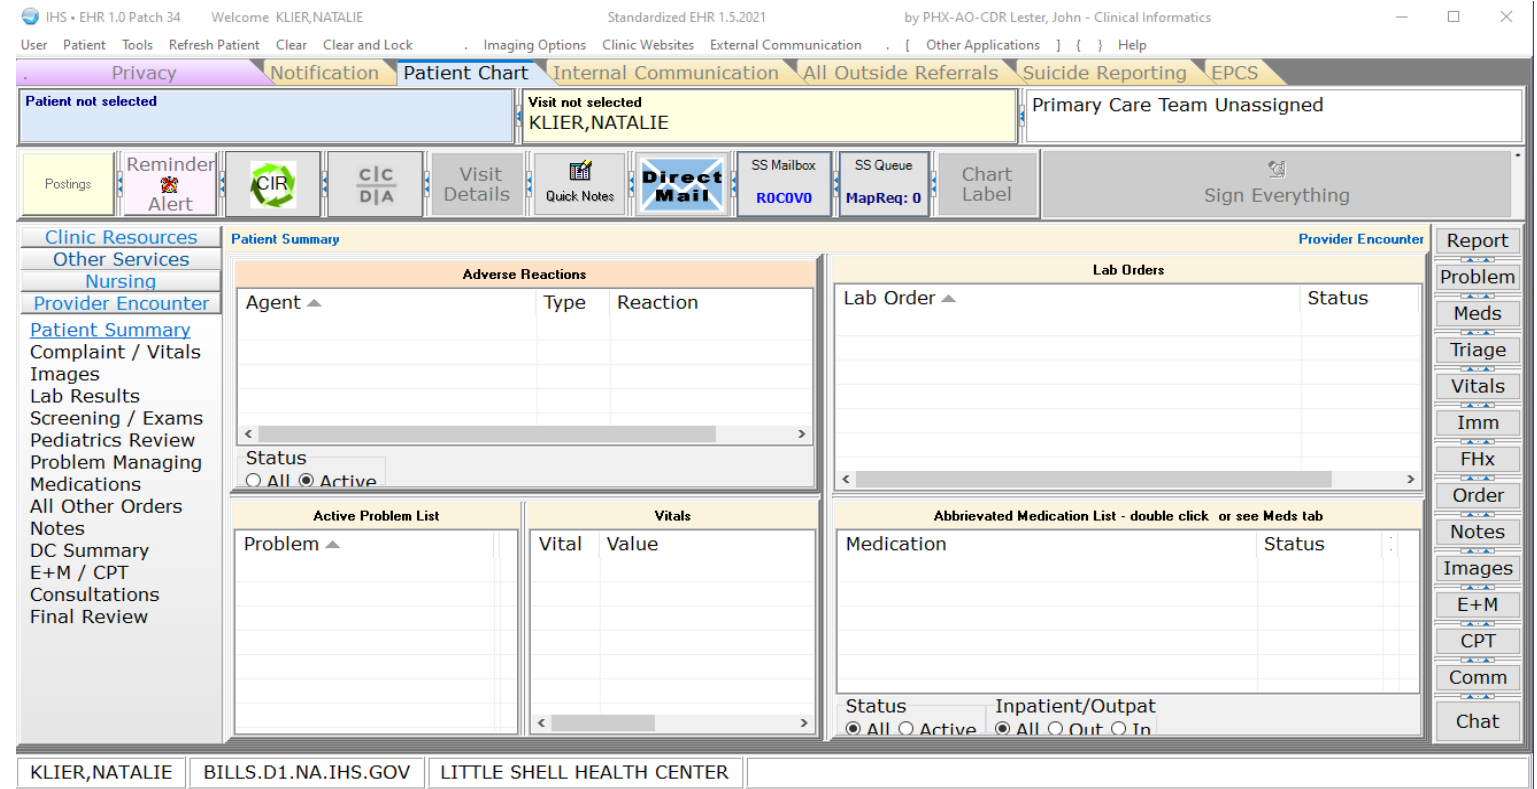 IHS • EHR 1.0 Patch 34 Welcome KLIER,NATALIE Standardized EHR 1.5.2021 by PHX-AO-CDR Lester, John - Clinical Informatics
User Patient Tools Refresh Patient Clear Clear and Lock . Imaging Options Clinic Websites External Communication . [ Other Applications ] { } Help
. Privacy Notification Patient Chart Internal Communication All Outside Referrals Suicide Reporting EPCS
Patient not selected
Visit not selected
KLIER,NATALIE
Primary Care Team Unassigned
Postings
Reminder
Alert
CIR
C|C
D|A
Visit
Details
Quick Notes
Direct
Mail
SS Mailbox
R0C0V0
SS Queue
MapReq: 0
Chart
Label
Sign Everything
Clinic Resources
Other Services
Nursing
Provider Encounter
Patient Summary
Complaint / Vitals
Images
Lab Results
Screening / Exams
Pediatrics Review
Problem Managing
Medications
All Other Orders
Notes
DC Summary
E+M / CPT
Consultations
Final Review
Patient Summary Provider Encounter
Adverse Reactions
Agent Type Reaction
Status
All Active
Lab Orders
Lab Order Status
Active Problem List
Problem
Vitals
Vital Value
Abbrievated Medication List - double click or see Meds tab
Medication Status
Status Inpatient/Outpat
All Active All Out In
Report
Problem
Meds
Triage
Vitals
Imm
FHx
Order
Notes
Images
E+M
CPT
Comm
Chat
KLIER,NATALIE BILLS.D1.NA.IHS.GOV LITTLE SHELL HEALTH CENTER